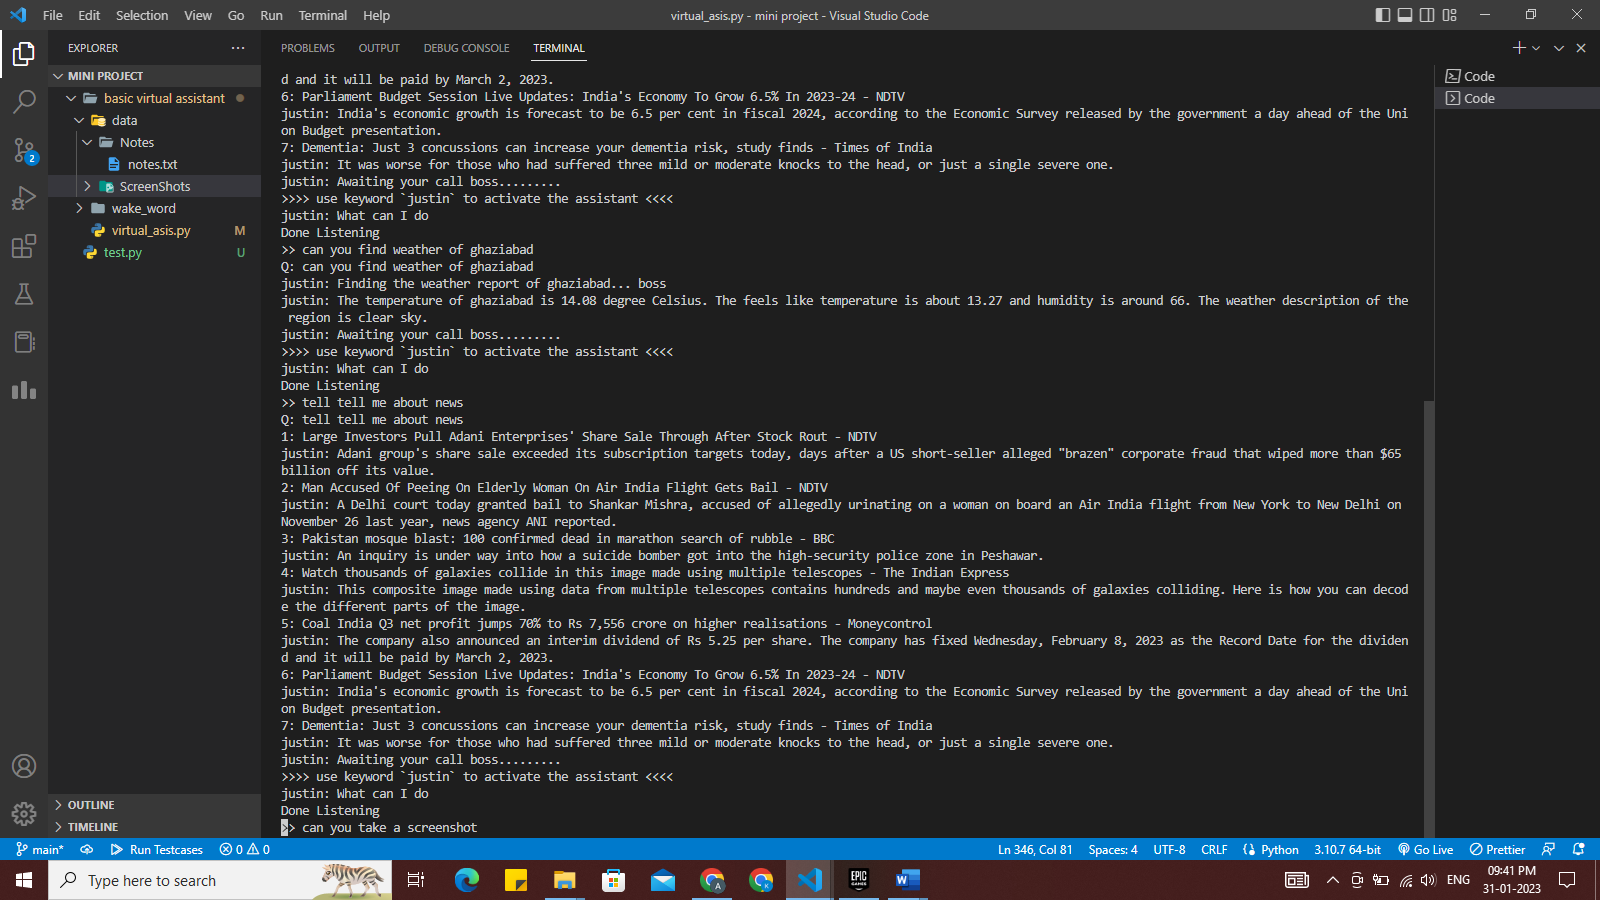 File Edit Selection View Go Run Terminal Help
virtual_asis.py - mini project - Visual Studio Code
EXPLORER
MINI PROJECT
basic virtual assistant
data
Notes
notes.txt
ScreenShots
wake_word
virtual_asis.py M
test.py U
OUTLINE
TIMELINE
2
PROBLEMS OUTPUT DEBUG CONSOLE TERMINAL
d and it will be paid by March 2, 2023.
6: Parliament Budget Session Live Updates: India's Economy To Grow 6.5% In 2023-24 - NDTV
justin: India's economic growth is forecast to be 6.5 per cent in fiscal 2024, according to the Economic Survey released by the government a day ahead of the Uni
on Budget presentation.
7: Dementia: Just 3 concussions can increase your dementia risk, study finds - Times of India
justin: It was worse for those who had suffered three mild or moderate knocks to the head, or just a single severe one.
justin: Awaiting your call boss.........
>>>> use keyword `justin` to activate the assistant <<<<
justin: What can I do
Done Listening
>> can you find weather of ghaziabad
Q: can you find weather of ghaziabad
justin: Finding the weather report of ghaziabad... boss
justin: The temperature of ghaziabad is 14.08 degree Celsius. The feels like temperature is about 13.27 and humidity is around 66. The weather description of the
region is clear sky.
justin: Awaiting your call boss.........
>>>> use keyword `justin` to activate the assistant <<<<
justin: What can I do
Done Listening
>> tell tell me about news
Q: tell tell me about news
1: Large Investors Pull Adani Enterprises' Share Sale Through After Stock Rout - NDTV
justin: Adani group's share sale exceeded its subscription targets today, days after a US short-seller alleged "brazen" corporate fraud that wiped more than $65
billion off its value.
2: Man Accused Of Peeing On Elderly Woman On Air India Flight Gets Bail - NDTV
justin: A Delhi court today granted bail to Shankar Mishra, accused of allegedly urinating on a woman on board an Air India flight from New York to New Delhi on
November 26 last year, news agency ANI reported.
3: Pakistan mosque blast: 100 confirmed dead in marathon search of rubble - BBC
justin: An inquiry is under way into how a suicide bomber got into the high-security police zone in Peshawar.
4: Watch thousands of galaxies collide in this image made using multiple telescopes - The Indian Express
justin: This composite image made using data from multiple telescopes contains hundreds and maybe even thousands of galaxies colliding. Here is how you can decod
e the different parts of the image.
5: Coal India Q3 net profit jumps 70% to Rs 7,556 crore on higher realisations - Moneycontrol
justin: The company also announced an interim dividend of Rs 5.25 per share. The company has fixed Wednesday, February 8, 2023 as the Record Date for the dividen
d and it will be paid by March 2, 2023.
6: Parliament Budget Session Live Updates: India's Economy To Grow 6.5% In 2023-24 - NDTV
justin: India's economic growth is forecast to be 6.5 per cent in fiscal 2024, according to the Economic Survey released by the government a day ahead of the Uni
on Budget presentation.
7: Dementia: Just 3 concussions can increase your dementia risk, study finds - Times of India
justin: It was worse for those who had suffered three mild or moderate knocks to the head, or just a single severe one.
justin: Awaiting your call boss.........
>>>> use keyword `justin` to activate the assistant <<<<
justin: What can I do
Done Listening
>> can you take a screenshot
Code
Code
main* Run Testcases 0 0 Ln 346, Col 81 Spaces: 4 UTF-8 CRLF Python 3.10.7 64-bit Go Live Prettier
Type here to search
A
K
EPIC GAMES
W
ENG
09:41 PM
31-01-2023